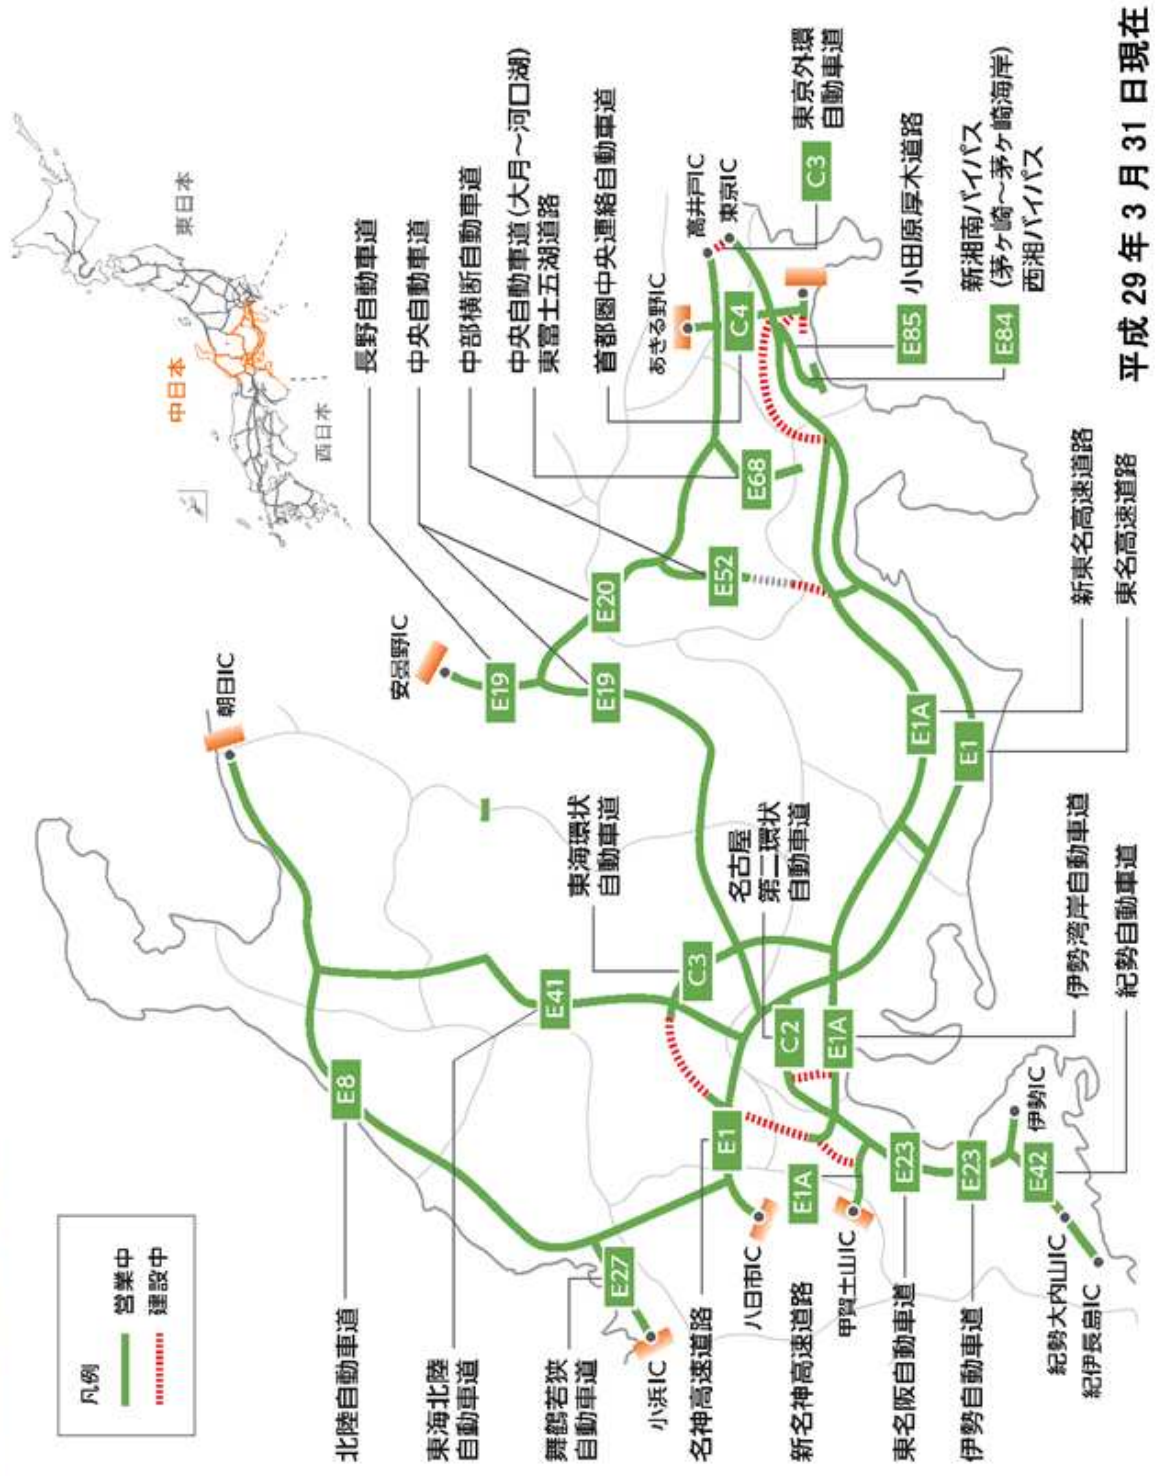 凡例
営業中
建設中
中日本
東日本
西日本
北陸自動車道
東海北陸
自動車道
舞鶴若狭
自動車道
小浜IC
名神高速道路
八日市IC
新名神高速道路
甲賀土山IC
東名阪自動車道
伊勢自動車道
紀勢大内山IC
紀伊長島IC
朝日IC
安曇野IC
長野自動車道
中央自動車道
中部横断自動車道
中央自動車道(大月～河口湖)
東富士五湖道路
首都圏中央連絡自動車道
あきる野IC
高井戸IC
東京IC
東京外環
自動車道
小田原厚木道路
新湘南バイパス
(茅ヶ崎～茅ヶ崎海岸)
西湘バイパス
東海環状
自動車道
名古屋
第二環状
自動車道
伊勢湾岸自動車道
紀勢自動車道
伊勢IC
新東名高速道路
東名高速道路
E8
E41
E27
E1
E1A
E23
E23
E42
C3
C2
E1A
E19
E19
E20
E52
E68
C4
C3
E85
E84
E1A
E1
平成 29 年 3 月 31 日現在